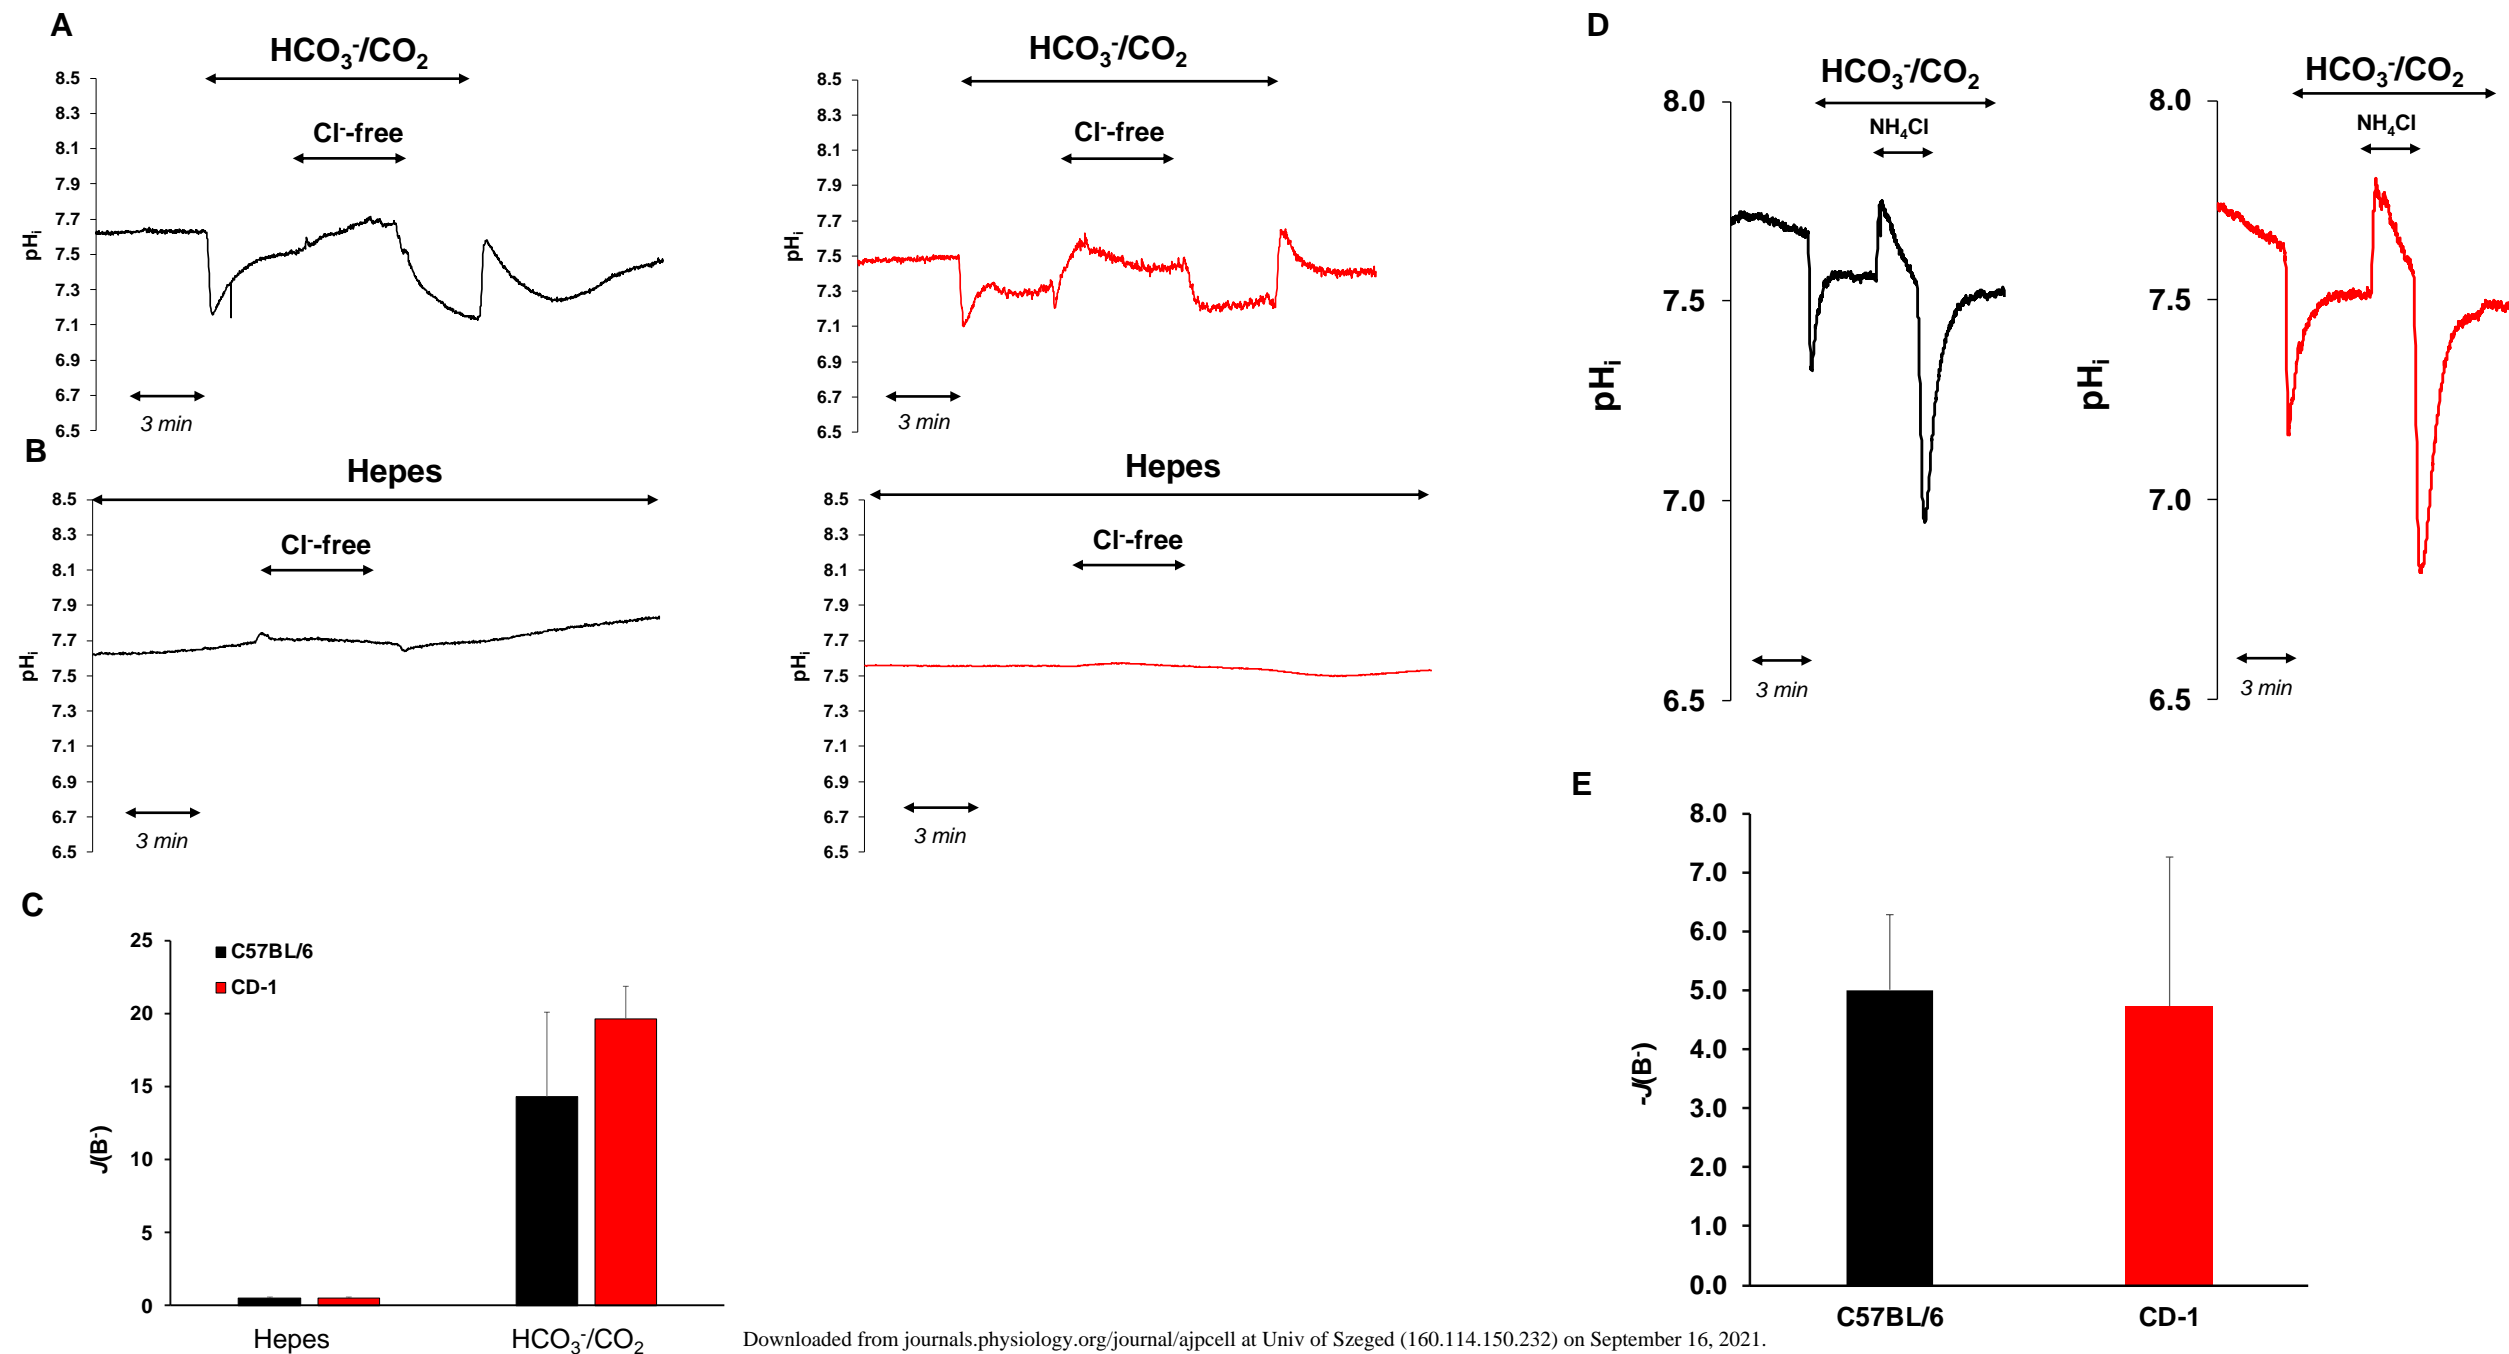 A
HCO₃⁻/CO₂
8.5
8.3
Cl⁻-free
8.1
7.9
7.7
7.5
7.3
7.1
6.9
6.7
6.5
pHᵢ
3 min
HCO₃⁻/CO₂
8.5
8.3
Cl⁻-free
8.1
7.9
7.7
7.5
7.3
7.1
6.9
6.7
6.5
pHᵢ
3 min
B
Hepes
8.5
8.3
Cl⁻-free
8.1
7.9
7.7
7.5
7.3
7.1
6.9
6.7
6.5
pHᵢ
3 min
Hepes
8.5
8.3
Cl⁻-free
8.1
7.9
7.7
7.5
7.3
7.1
6.9
6.7
6.5
pHᵢ
3 min
C
25
20
15
10
5
0
J(B⁻)
C57BL/6
CD-1
Hepes
HCO₃⁻/CO₂
D
HCO₃⁻/CO₂
NH₄Cl
8.0
7.5
7.0
6.5
pHᵢ
3 min
HCO₃⁻/CO₂
NH₄Cl
8.0
7.5
7.0
6.5
pHᵢ
3 min
E
8.0
7.0
6.0
5.0
4.0
3.0
2.0
1.0
0.0
-J(B⁻)
C57BL/6
CD-1
Downloaded from journals.physiology.org/journal/ajpcell at Univ of Szeged (160.114.150.232) on September 16, 2021.